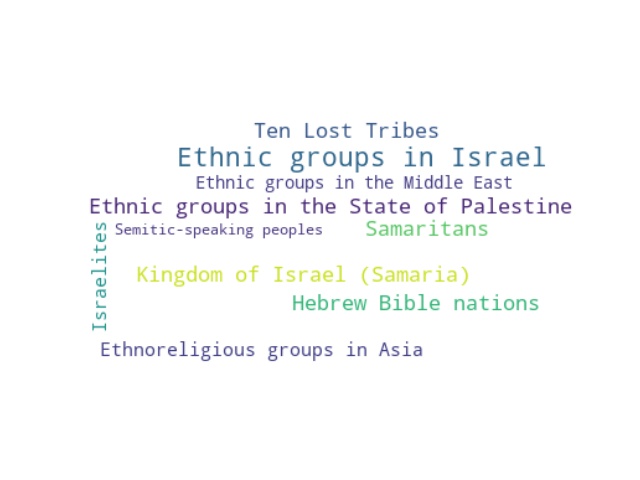 Ten Lost Tribes
Ethnic groups in Israel
Ethnic groups in the Middle East
Ethnic groups in the State of Palestine
Semitic-speaking peoples
Samaritans
Israelites
Kingdom of Israel (Samaria)
Hebrew Bible nations
Ethnoreligious groups in Asia